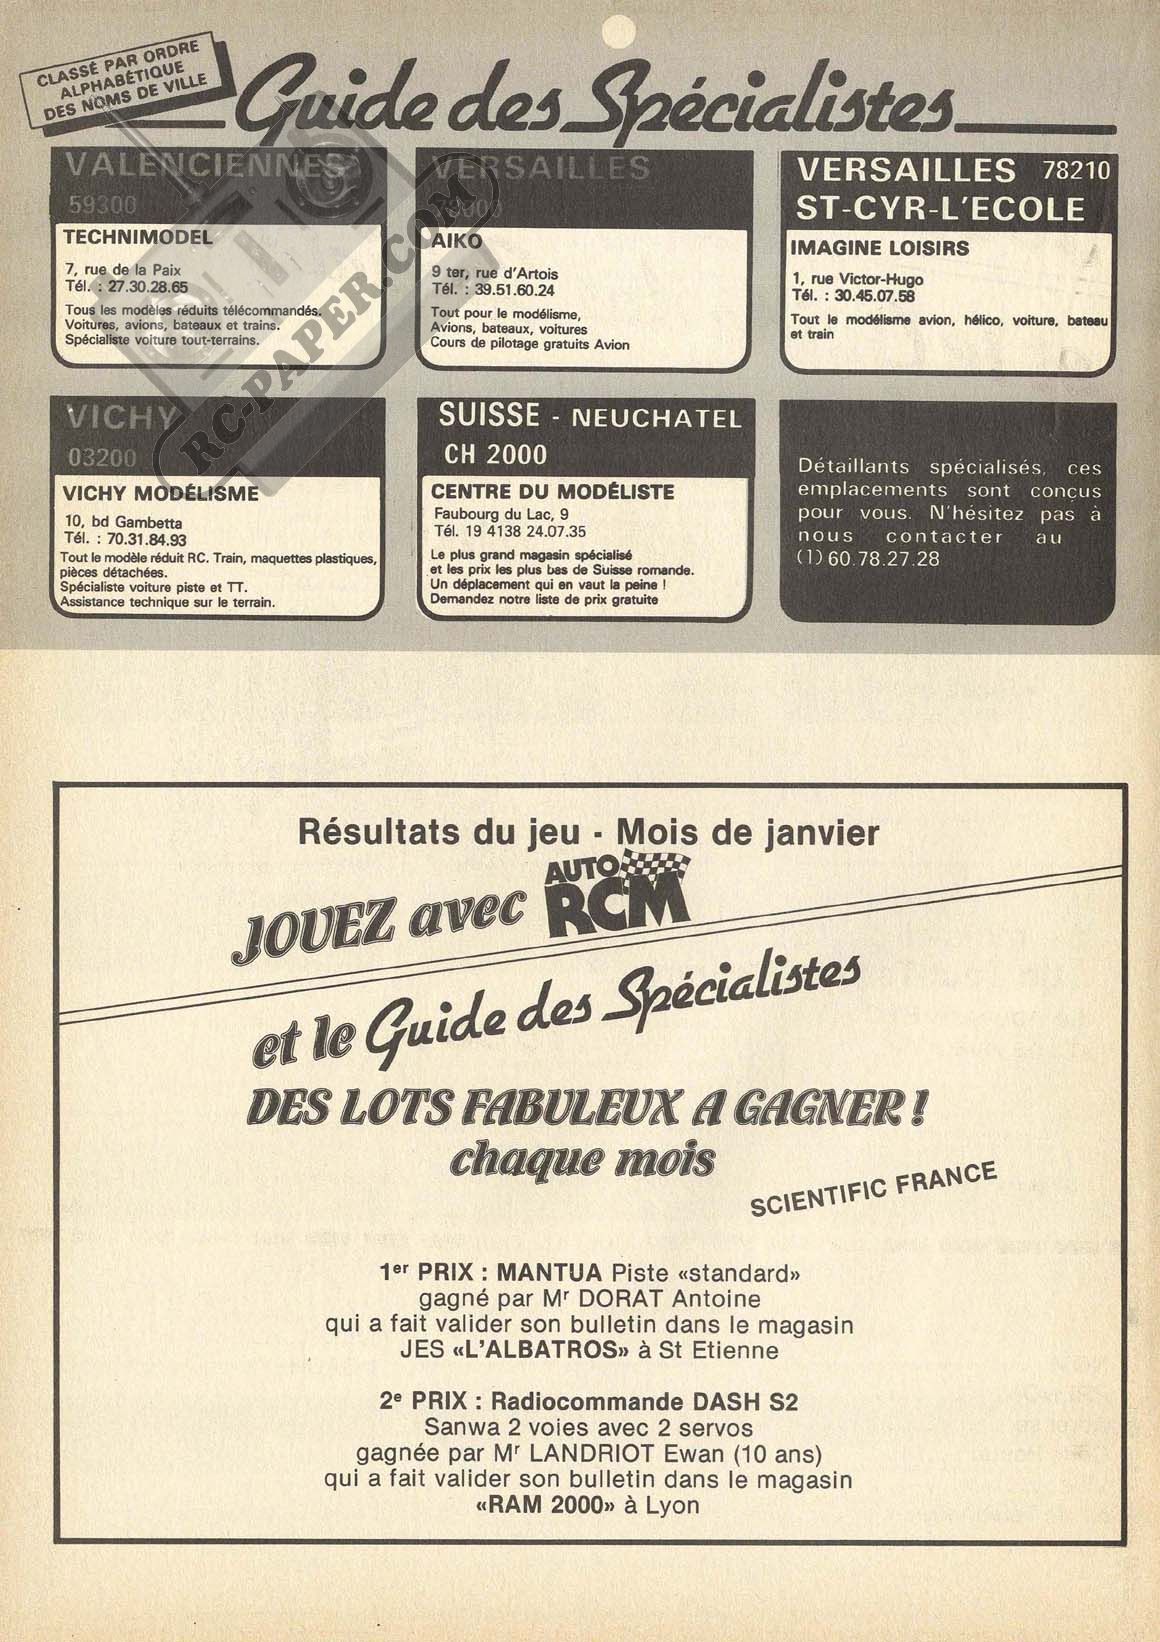 CLASSÉ PAR ORDRE
ALPHABÉTIQUE
DES NOMS DE VILLE
Guide des Spécialistes
VALENCIENNES
59300
TECHNIMODEL
7, rue de la Paix
Tél. : 27.30.28.65
Tous les modèles réduits télécommandés.
Voitures, avions, bateaux et trains.
Spécialiste voiture tout-terrains.
VERSAILLES
AIKO
9 ter, rue d'Artois
Tél. : 39.51.60.24
Tout pour le modélisme,
Avions, bateaux, voitures
Cours de pilotage gratuits Avion
VERSAILLES 78210
ST-CYR-L'ECOLE
IMAGINE LOISIRS
1, rue Victor-Hugo
Tél. : 30.45.07.58
Tout le modélisme avion, hélico, voiture, bateau
et train
RC-PAPER.COM
VICHY
03200
VICHY MODÉLISME
10, bd Gambetta
Tél. : 70.31.84.93
Tout le modèle réduit RC. Train, maquettes plastiques,
pièces détachées.
Spécialiste voiture piste et TT.
Assistance technique sur le terrain.
SUISSE - NEUCHATEL
CH 2000
CENTRE DU MODÉLISTE
Faubourg du Lac, 9
Tél. 19 4138 24.07.35
Le plus grand magasin spécialisé
et les prix les plus bas de Suisse romande.
Un déplacement qui en vaut la peine !
Demandez notre liste de prix gratuite
Détaillants spécialisés, ces
emplacements sont conçus
pour vous. N'hésitez pas à
nous contacter au
(1) 60.78.27.28
Résultats du jeu - Mois de janvier
JOUEZ avec AUTO RCM
et le Guide des Spécialistes
DES LOTS FABULEUX A GAGNER !
chaque mois
SCIENTIFIC FRANCE
1er PRIX : MANTUA Piste «standard»
gagné par Mr DORAT Antoine
qui a fait valider son bulletin dans le magasin
JES «L'ALBATROS» à St Etienne
2e PRIX : Radiocommande DASH S2
Sanwa 2 voies avec 2 servos
gagnée par Mr LANDRIOT Ewan (10 ans)
qui a fait valider son bulletin dans le magasin
«RAM 2000» à Lyon